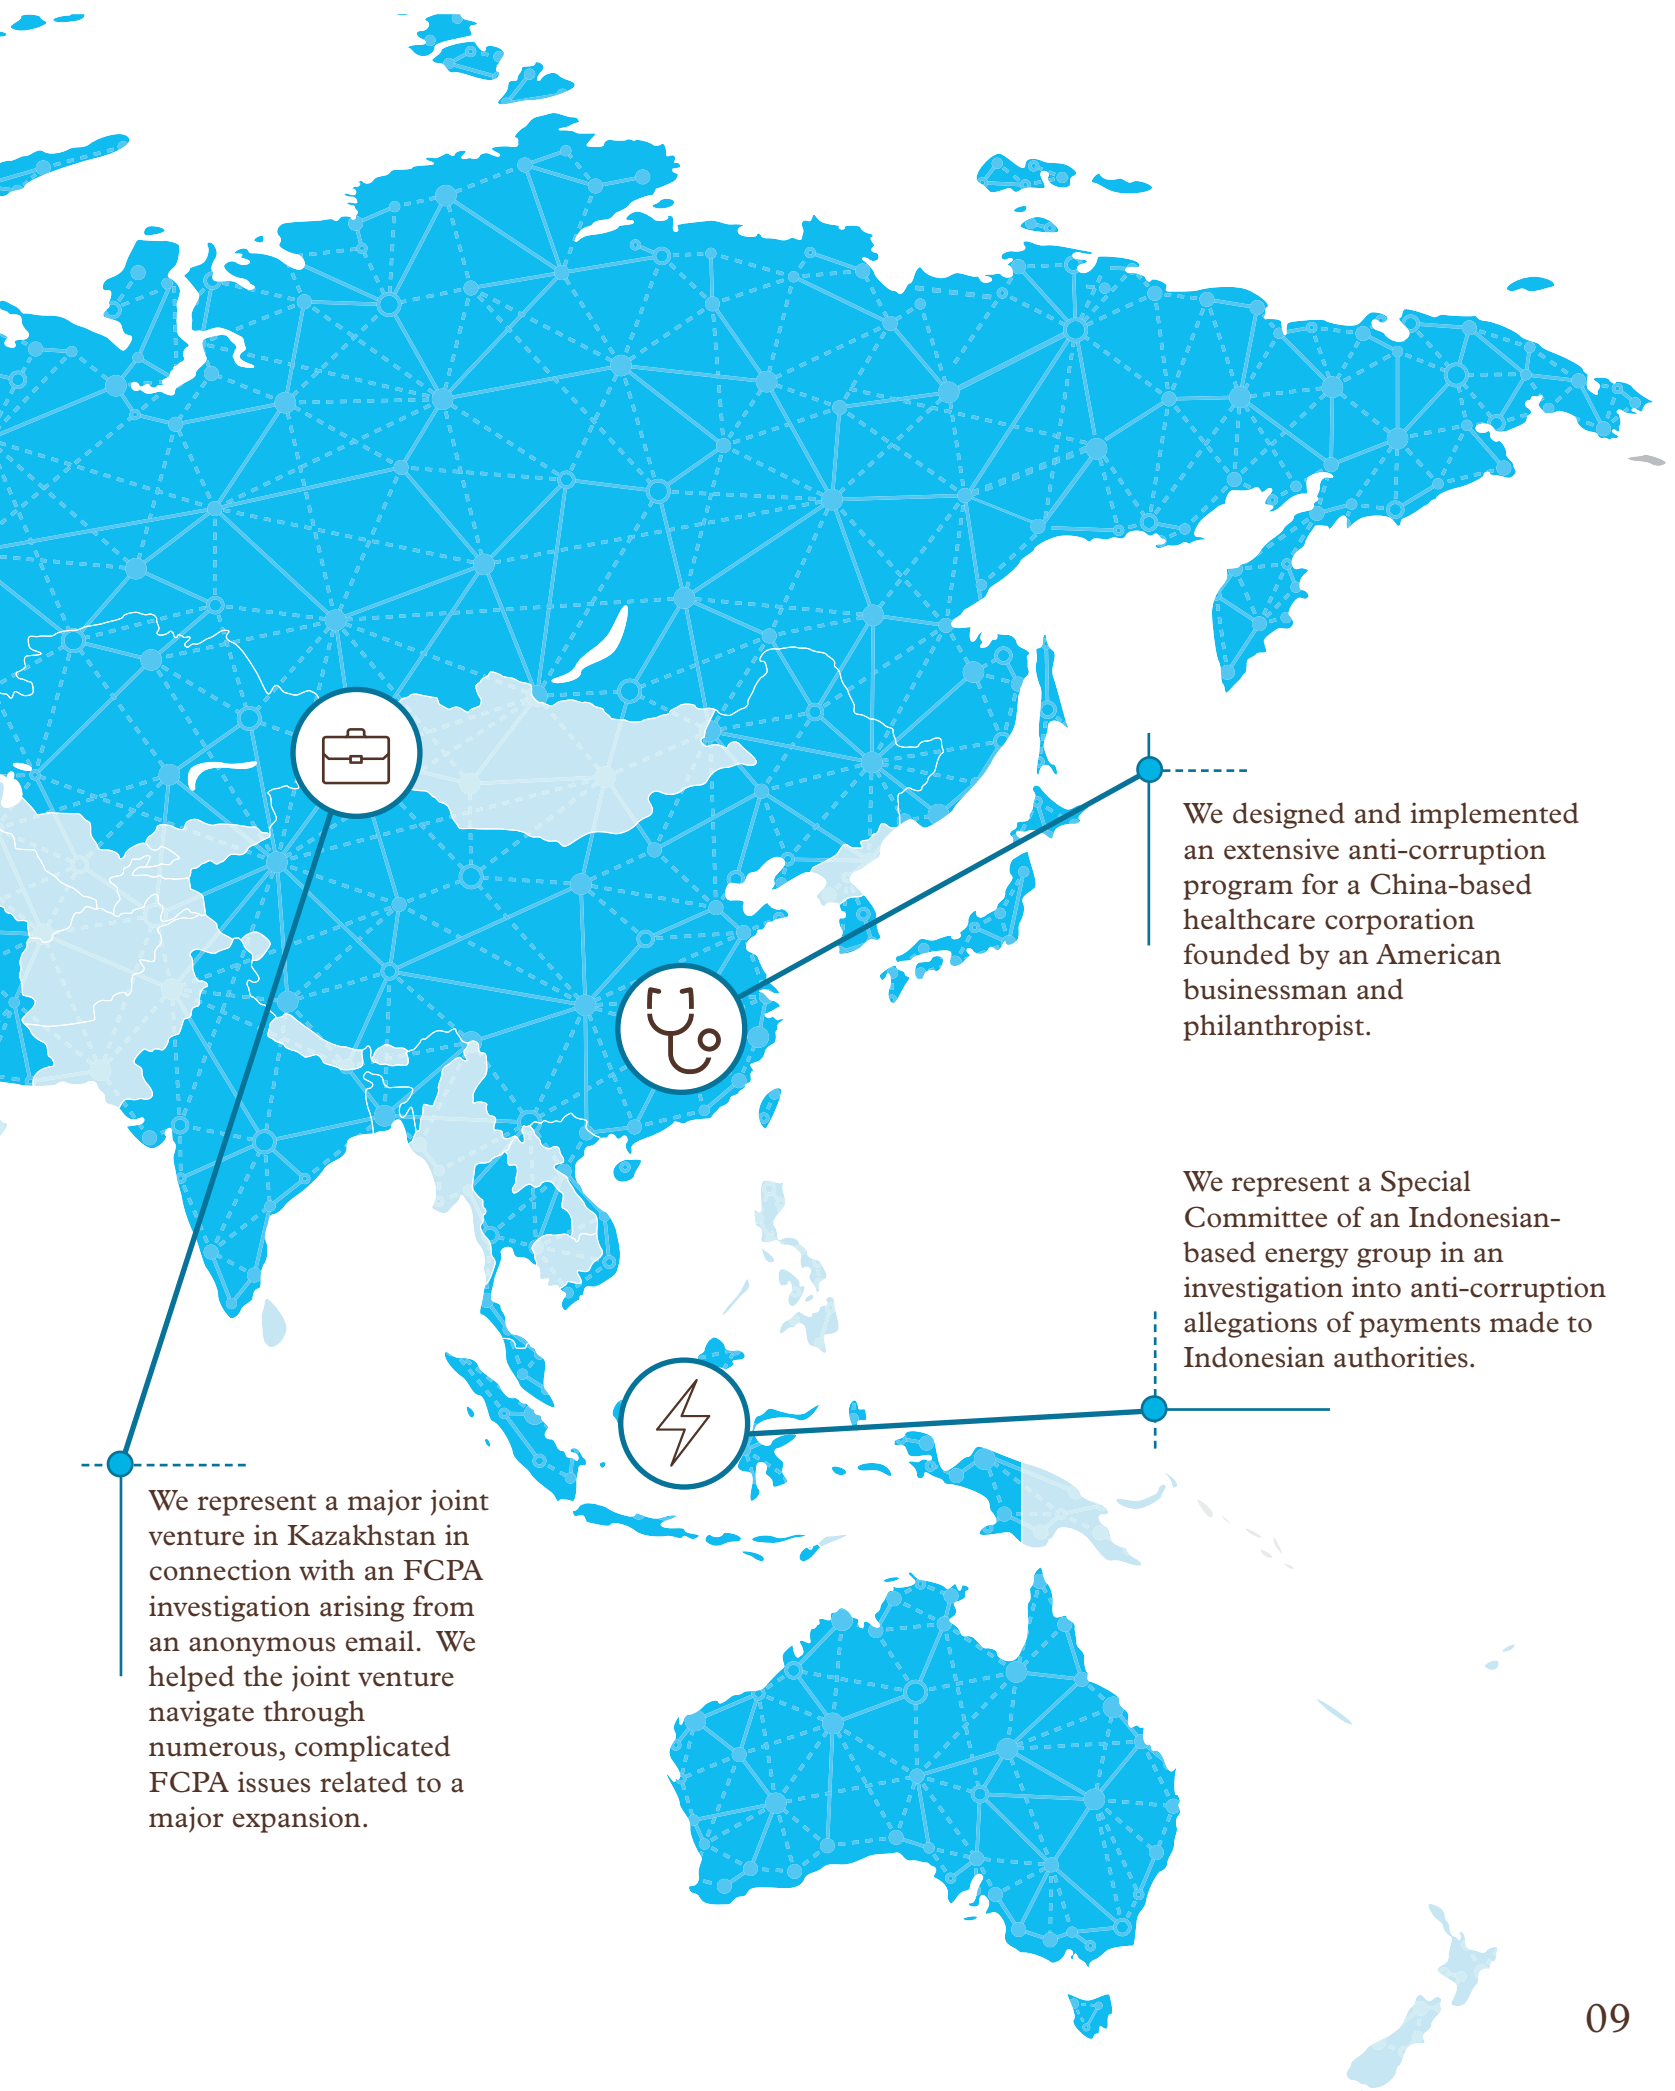 We designed and implemented
an extensive anti-corruption
program for a China-based
healthcare corporation
founded by an American
businessman and
philanthropist.
We represent a Special
Committee of an Indonesian-
based energy group in an
investigation into anti-corruption
allegations of payments made to
Indonesian authorities.
We represent a major joint
venture in Kazakhstan in
connection with an FCPA
investigation arising from
an anonymous email.  We
helped the joint venture
navigate through
numerous, complicated
FCPA issues related to a
major expansion.
09